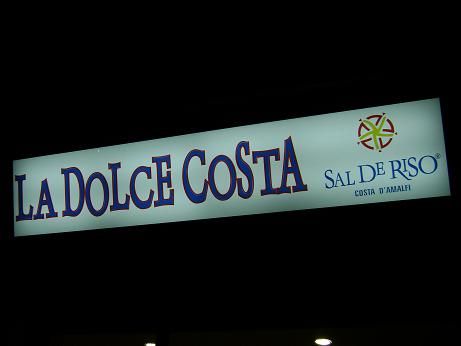 LA DOLCE COSTA
SAL DE RISO®
COSTA D'AMALFI